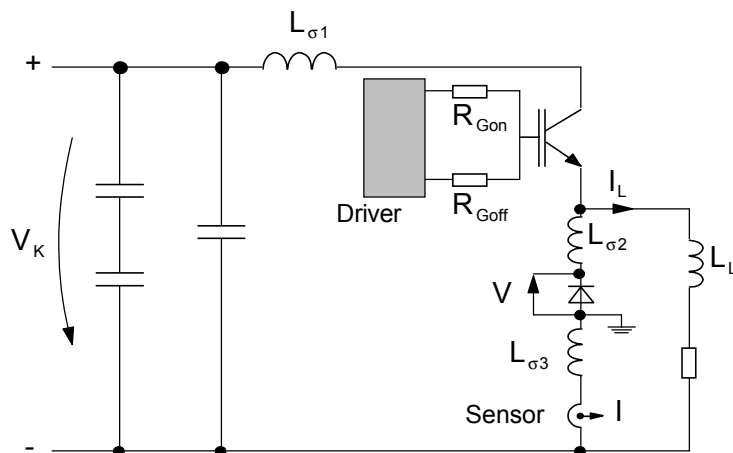 Lσ1
+
RGon
Driver
RGoff
IL
VK
Lσ2
LL
V
Lσ3
Sensor
I
-